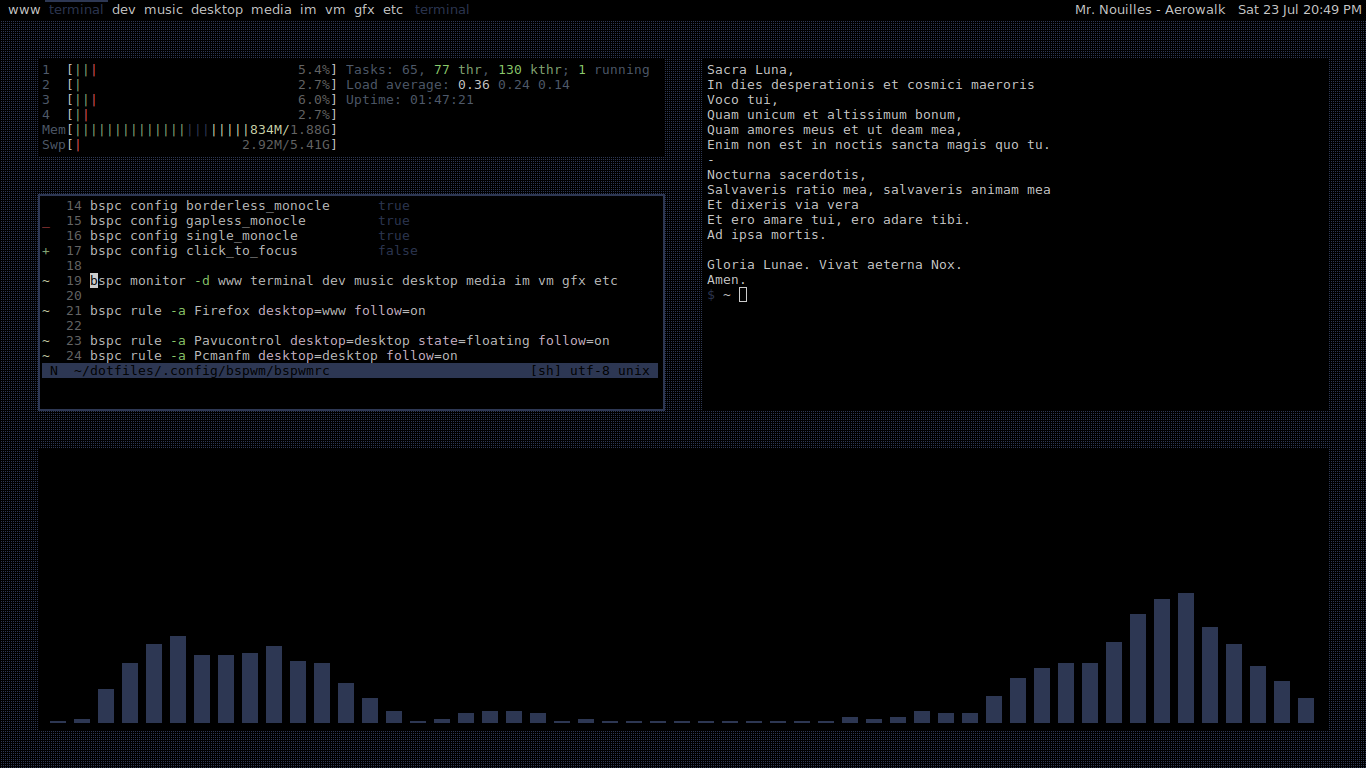 www terminal dev music desktop media im vm gfx etc terminal Mr. Nouilles - Aerowalk Sat 23 Jul 20:49 PM
1 [||| 5.4%] Tasks: 65, 77 thr, 130 kthr; 1 running
2 [| 2.7%] Load average: 0.36 0.24 0.14
3 [||| 6.0%] Uptime: 01:47:21
4 [|| 2.7%]
Mem[||||||||||||||||||||||834M/1.88G]
Swp[| 2.92M/5.41G]
14 bspc config borderless_monocle true
_ 15 bspc config gapless_monocle true
16 bspc config single_monocle true
+ 17 bspc config click_to_focus false
18
~ 19 bspc monitor -d www terminal dev music desktop media im vm gfx etc
20
~ 21 bspc rule -a Firefox desktop=www follow=on
22
~ 23 bspc rule -a Pavucontrol desktop=desktop state=floating follow=on
~ 24 bspc rule -a Pcmanfm desktop=desktop follow=on
N ~/dotfiles/.config/bspwm/bspwmrc [sh] utf-8 unix
Sacra Luna,
In dies desperationis et cosmici maeroris
Voco tui,
Quam unicum et altissimum bonum,
Quam amores meus et ut deam mea,
Enim non est in noctis sancta magis quo tu.
-
Nocturna sacerdotis,
Salvaveris ratio mea, salvaveris animam mea
Et dixeris via vera
Et ero amare tui, ero adare tibi.
Ad ipsa mortis.
Gloria Lunae. Vivat aeterna Nox.
Amen.
$ ~